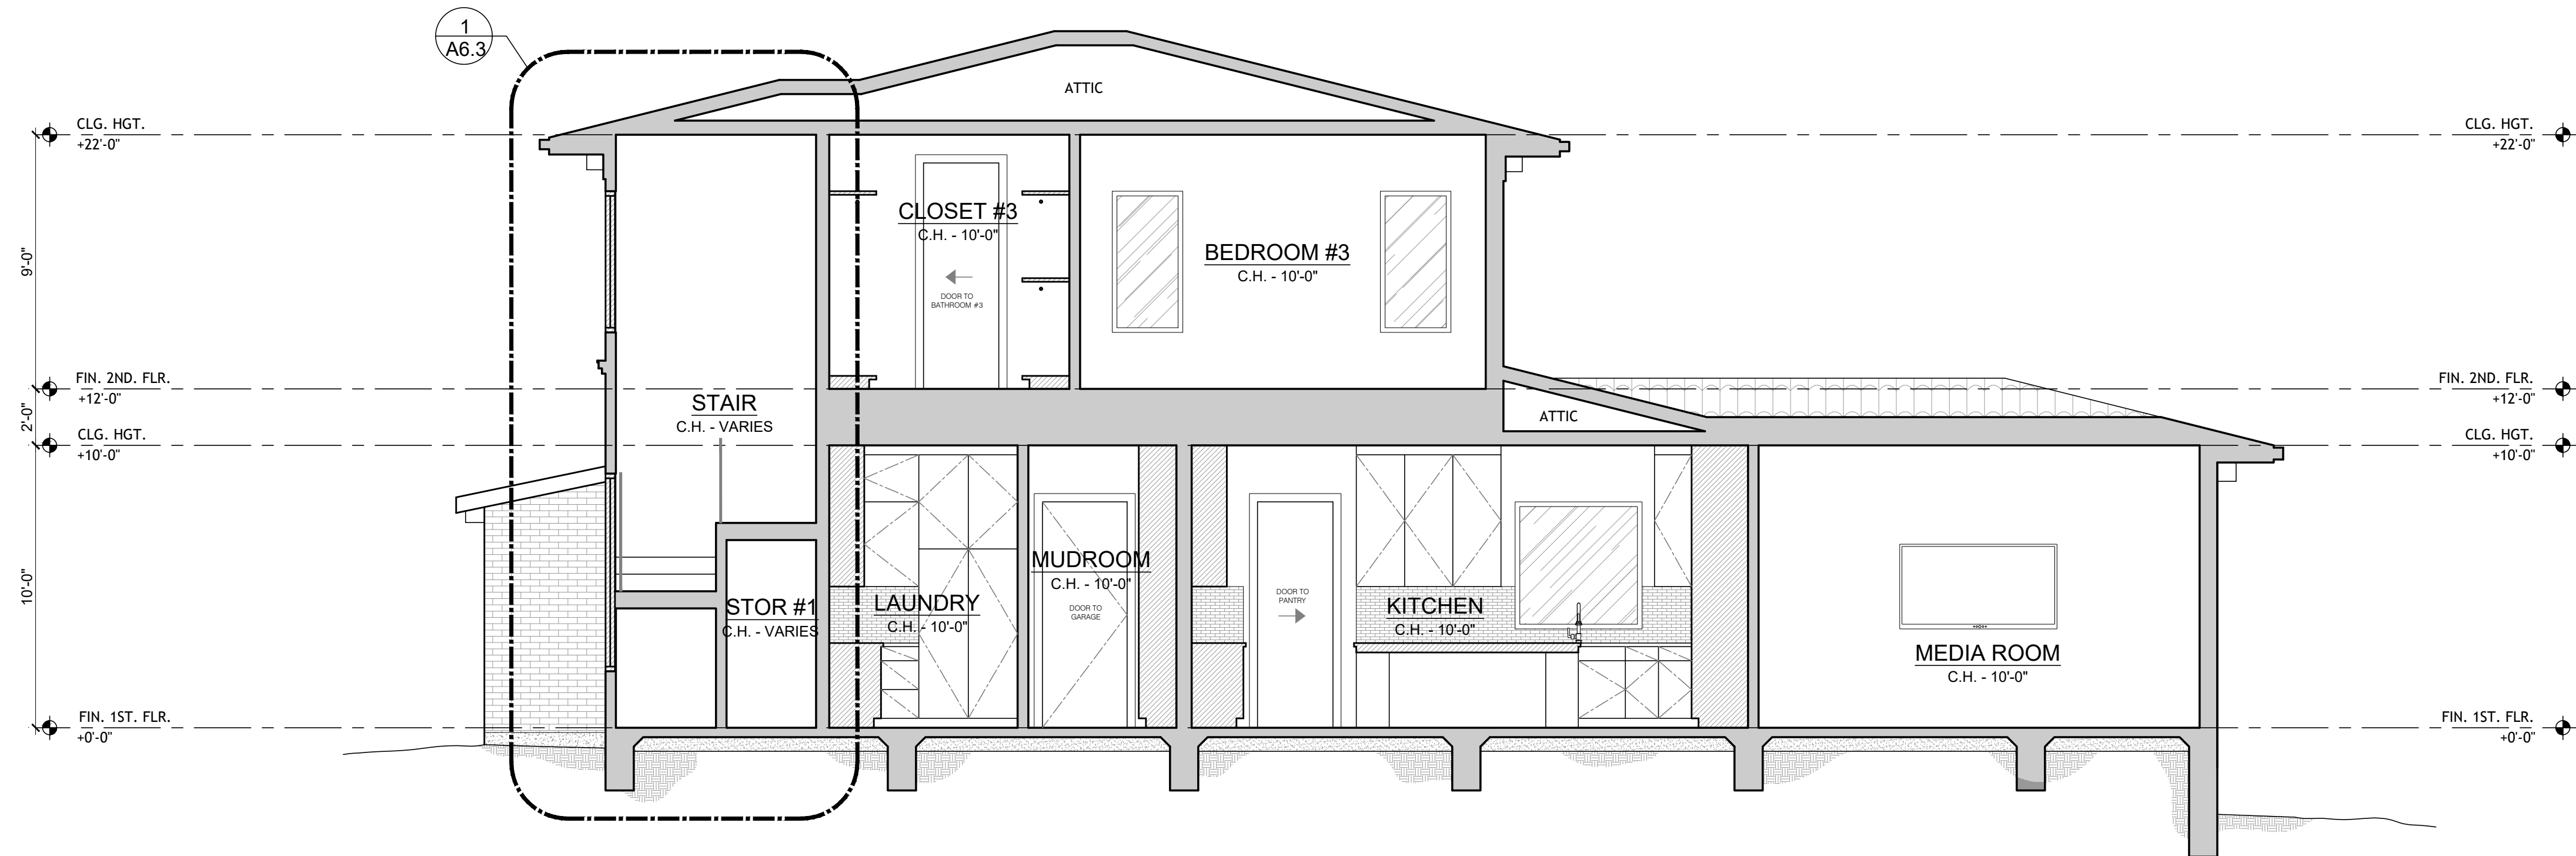 1
A6.3
ATTIC
CLG. HGT.
+22'-0"
CLG. HGT.
+22'-0"
CLOSET #3
C.H. - 10'-0"
BEDROOM #3
C.H. - 10'-0"
9'-0"
DOOR TO
BATHROOM #3
FIN. 2ND. FLR.
+12'-0"
FIN. 2ND. FLR.
+12'-0"
2'-0"
STAIR
C.H. - VARIES
ATTIC
CLG. HGT.
+10'-0"
CLG. HGT.
+10'-0"
10'-0"
STOR #1
C.H. - VARIES
LAUNDRY
C.H. - 10'-0"
MUDROOM
C.H. - 10'-0"
DOOR TO
GARAGE
DOOR TO
PANTRY
KITCHEN
C.H. - 10'-0"
MEDIA ROOM
C.H. - 10'-0"
FIN. 1ST. FLR.
+0'-0"
FIN. 1ST. FLR.
+0'-0"